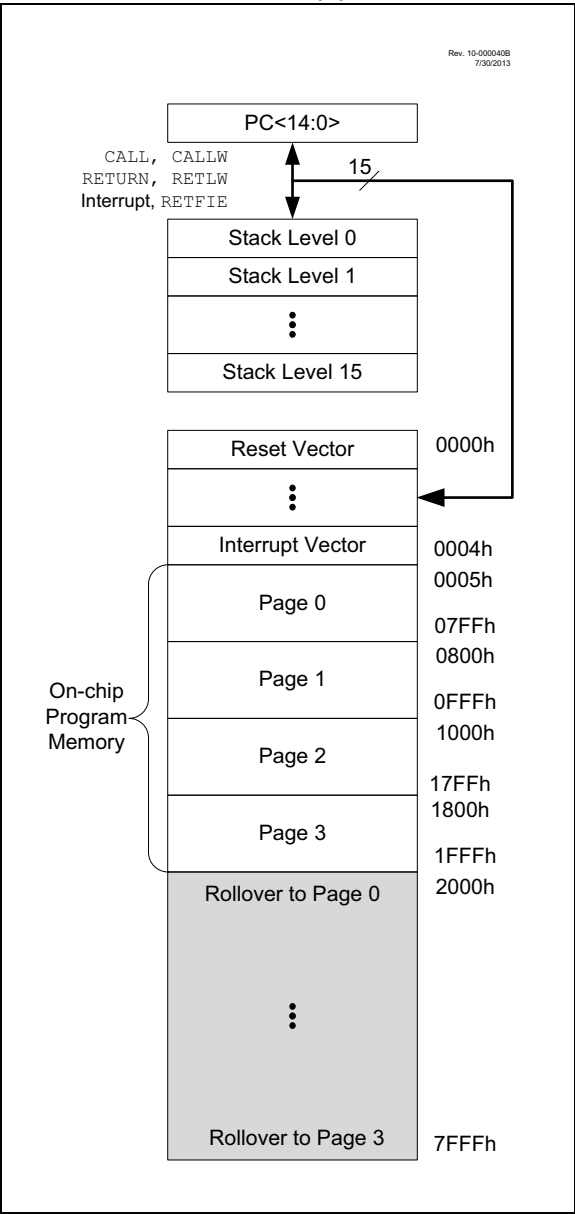 Rev. 10-000040B
7/30/2013
PC<14:0>
CALL, CALLW
RETURN, RETLW
Interrupt, RETFIE
15
Stack Level 0
Stack Level 1
Stack Level 15
Reset Vector
0000h
Interrupt Vector
0004h
0005h
Page 0
07FFh
0800h
Page 1
0FFFh
1000h
Page 2
17FFh
1800h
Page 3
1FFFh
On-chip
Program
Memory
Rollover to Page 0
2000h
Rollover to Page 3
7FFFh